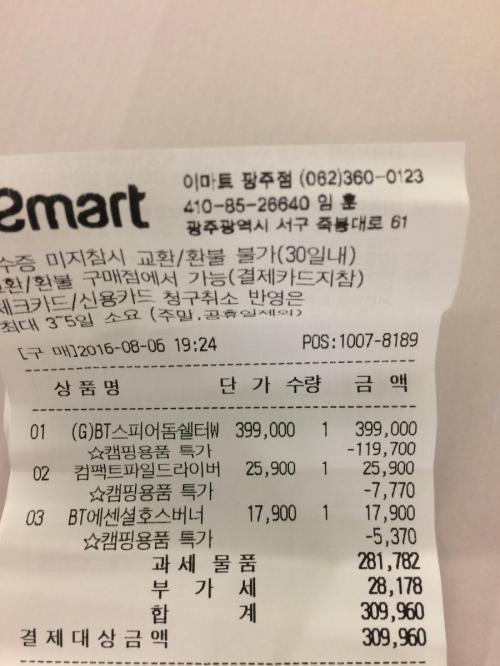 emart
이마트 광주점 (062)360-0123
410-85-26640 임 훈
광주광역시 서구 죽봉대로 61
수증 미지참시 교환/환불 불가(30일내)
환/환불 구매점에서 가능(결제카드지참)
체크카드/신용카드 청구취소 반영은
최대 3~5일 소요 (주말,공휴일제외)
[구 매]2016-08-06 19:24 POS:1007-8189
상 품 명 단 가 수량 금 액
01 (G)BT스피어돔쉘터W 399,000 1 399,000
☆캠핑용품 특가 -119,700
02 컴팩트파일드라이버 25,900 1 25,900
☆캠핑용품 특가 -7,770
03 BT에센셜호스버너 17,900 1 17,900
☆캠핑용품 특가 -5,370
과 세 물 품 281,782
부 가 세 28,178
합 계 309,960
결 제 대 상 금 액 309,960